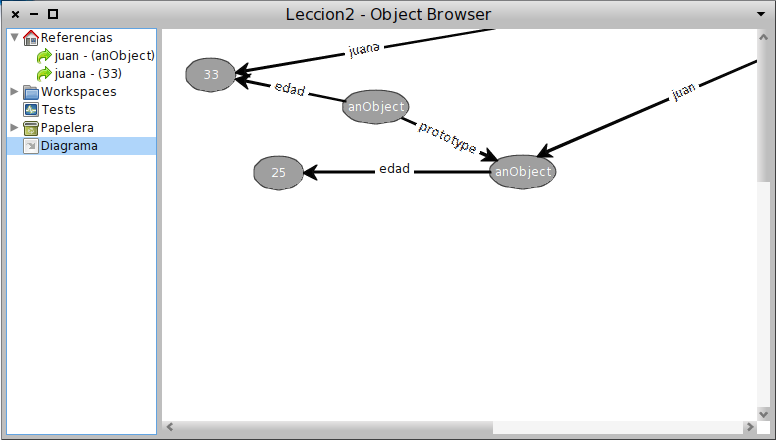 Leccion2 - Object Browser
Referencias
juan - (anObject)
juana - (33)
Workspaces
Tests
Papelera
Diagrama
juana
33
edad
anObject
juan
prototype
25
edad
anObject